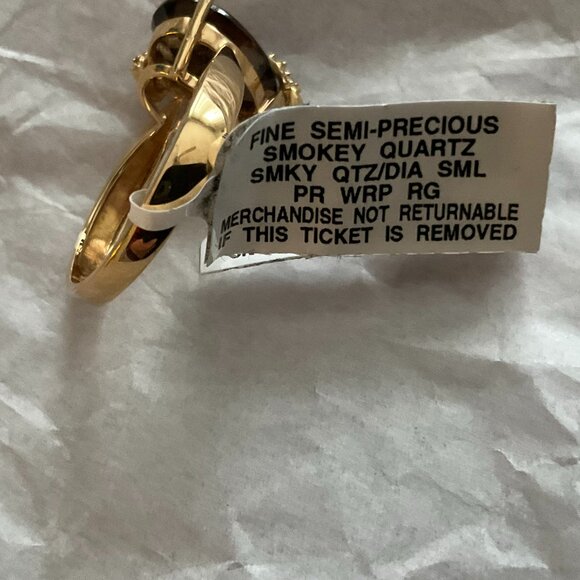 FINE SEMI-PRECIOUS
SMOKEY QUARTZ
SMKY QTZ/DIA SML
PR WRP RG
MERCHANDISE NOT RETURNABLE
IF THIS TICKET IS REMOVED